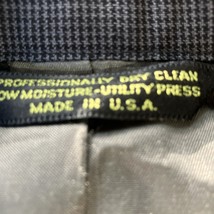 PROFESSIONALLY DRY CLEAN
LOW MOISTURE-UTILITY PRESS
MADE IN U.S.A.